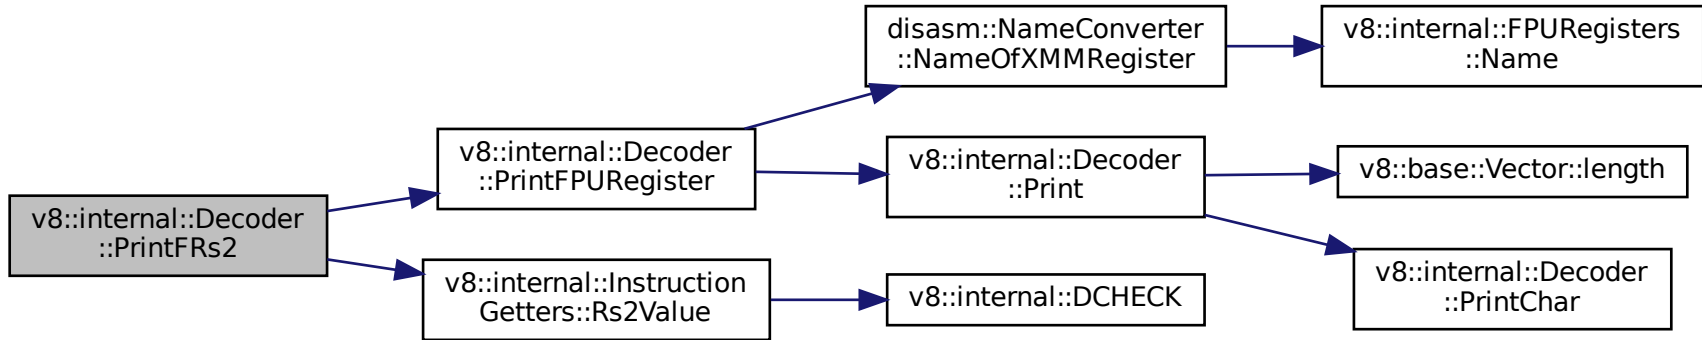 v8::internal::Decoder
::PrintFRs2
v8::internal::Decoder
::PrintFPURegister
v8::internal::Instruction
Getters::Rs2Value
disasm::NameConverter
::NameOfXMMRegister
v8::internal::Decoder
::Print
v8::internal::DCHECK
v8::internal::FPURegisters
::Name
v8::base::Vector::length
v8::internal::Decoder
::PrintChar